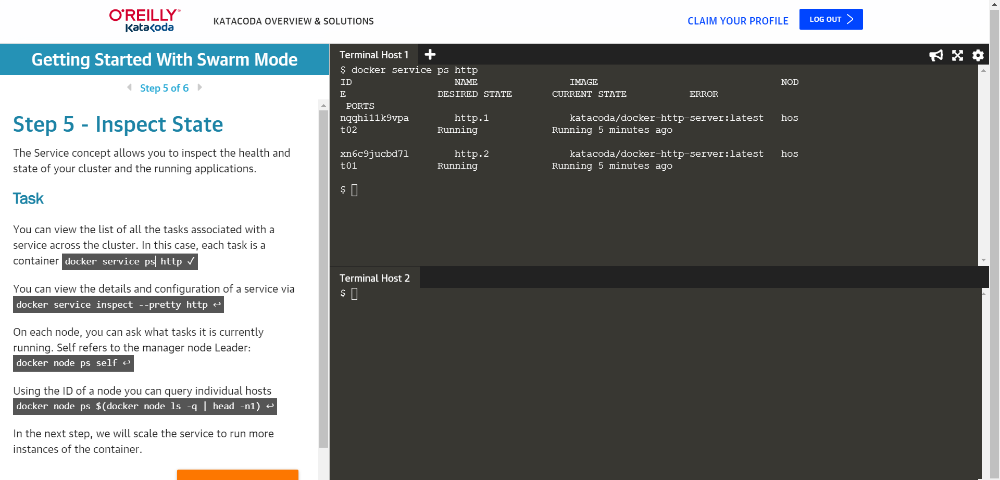 O'REILLY®
Katacoda
KATACODA OVERVIEW & SOLUTIONS
CLAIM YOUR PROFILE
LOG OUT
Getting Started With Swarm Mode
Step 5 of 6
Step 5 - Inspect State
The Service concept allows you to inspect the health and
state of your cluster and the running applications.
Task
You can view the list of all the tasks associated with a
service across the cluster. In this case, each task is a
container docker service ps http ✓
You can view the details and configuration of a service via
docker service inspect --pretty http ↩
On each node, you can ask what tasks it is currently
running. Self refers to the manager node Leader:
docker node ps self ↩
Using the ID of a node you can query individual hosts
docker node ps $(docker node ls -q | head -n1) ↩
In the next step, we will scale the service to run more
instances of the container.
Terminal Host 1
$ docker service ps http
ID NAME IMAGE NOD
E DESIRED STATE CURRENT STATE ERROR
PORTS
nqqhi11k9vpa http.1 katacoda/docker-http-server:latest hos
t02 Running Running 5 minutes ago
xn6c9jucbd7l http.2 katacoda/docker-http-server:latest hos
t01 Running Running 5 minutes ago
$
Terminal Host 2
$